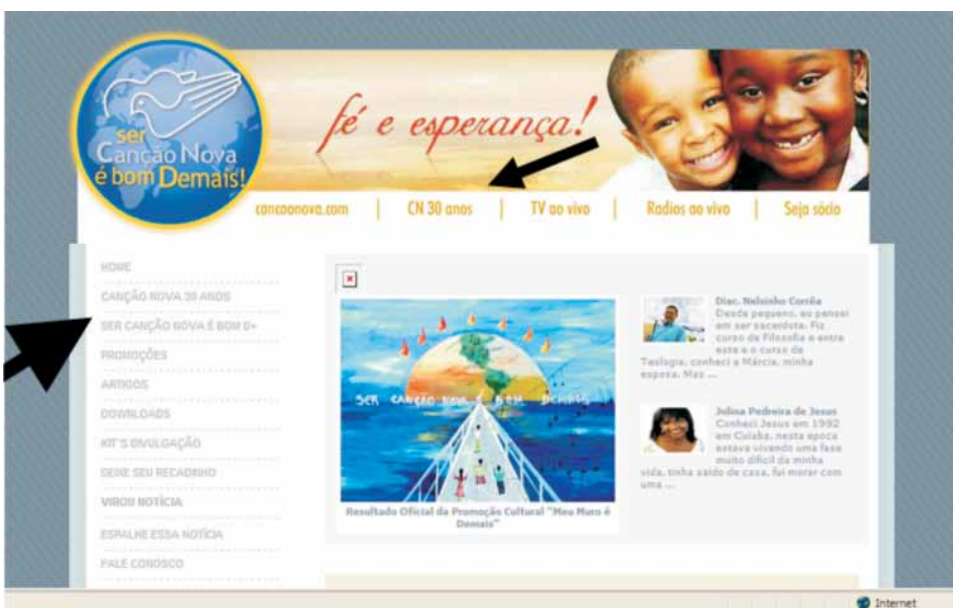 ser
Canção Nova
é bom Demais!
fé e esperança!
cancaonova.com | CN 30 anos | TV ao vivo | Radios ao vivo | Seja sócio
HOME
CANÇÃO NOVA 30 ANOS
SER CANÇÃO NOVA É BOM D+
PROMOÇÕES
ARTIGOS
DOWNLOADS
KIT'S DIVULGAÇÃO
DEIXE SEU RECADINHO
VIROU NOTÍCIA
ESPALHE ESSA NOTÍCIA
FALE CONOSCO
SER CANÇÃO NOVA É BOM DEMAIS
Resultado Oficial da Promoção Cultural "Meu Muro é
Demais"
Diac. Nelsinho Corrêa
Desde pequeno, eu pensei
em ser sacerdote. Fiz
curso de Filosofia e entre
este e o curso de
Teologia, conheci a Márcia, minha
esposa. Mas ...
Pedreira de Jesus
Conheci Jesus em 1992
em Cuiaba, nesta epoca
estava vivendo uma fase
muito dificil da minha
vida, tinha saido de casa, fui morar com
uma ...
Internet